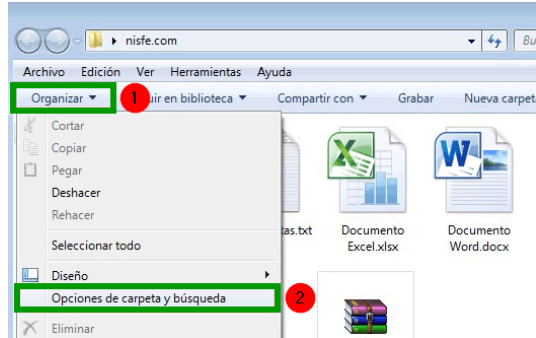 nisfe.com
Archivo Edición Ver Herramientas Ayuda
Organizar 1 uir en biblioteca Compartir con Grabar Nueva carpet
Cortar
Copiar
Pegar
Deshacer
Rehacer
Seleccionar todo
Diseño
Opciones de carpeta y búsqueda 2
Eliminar
tas.txt
Documento
Excel.xlsx
Documento
Word.docx